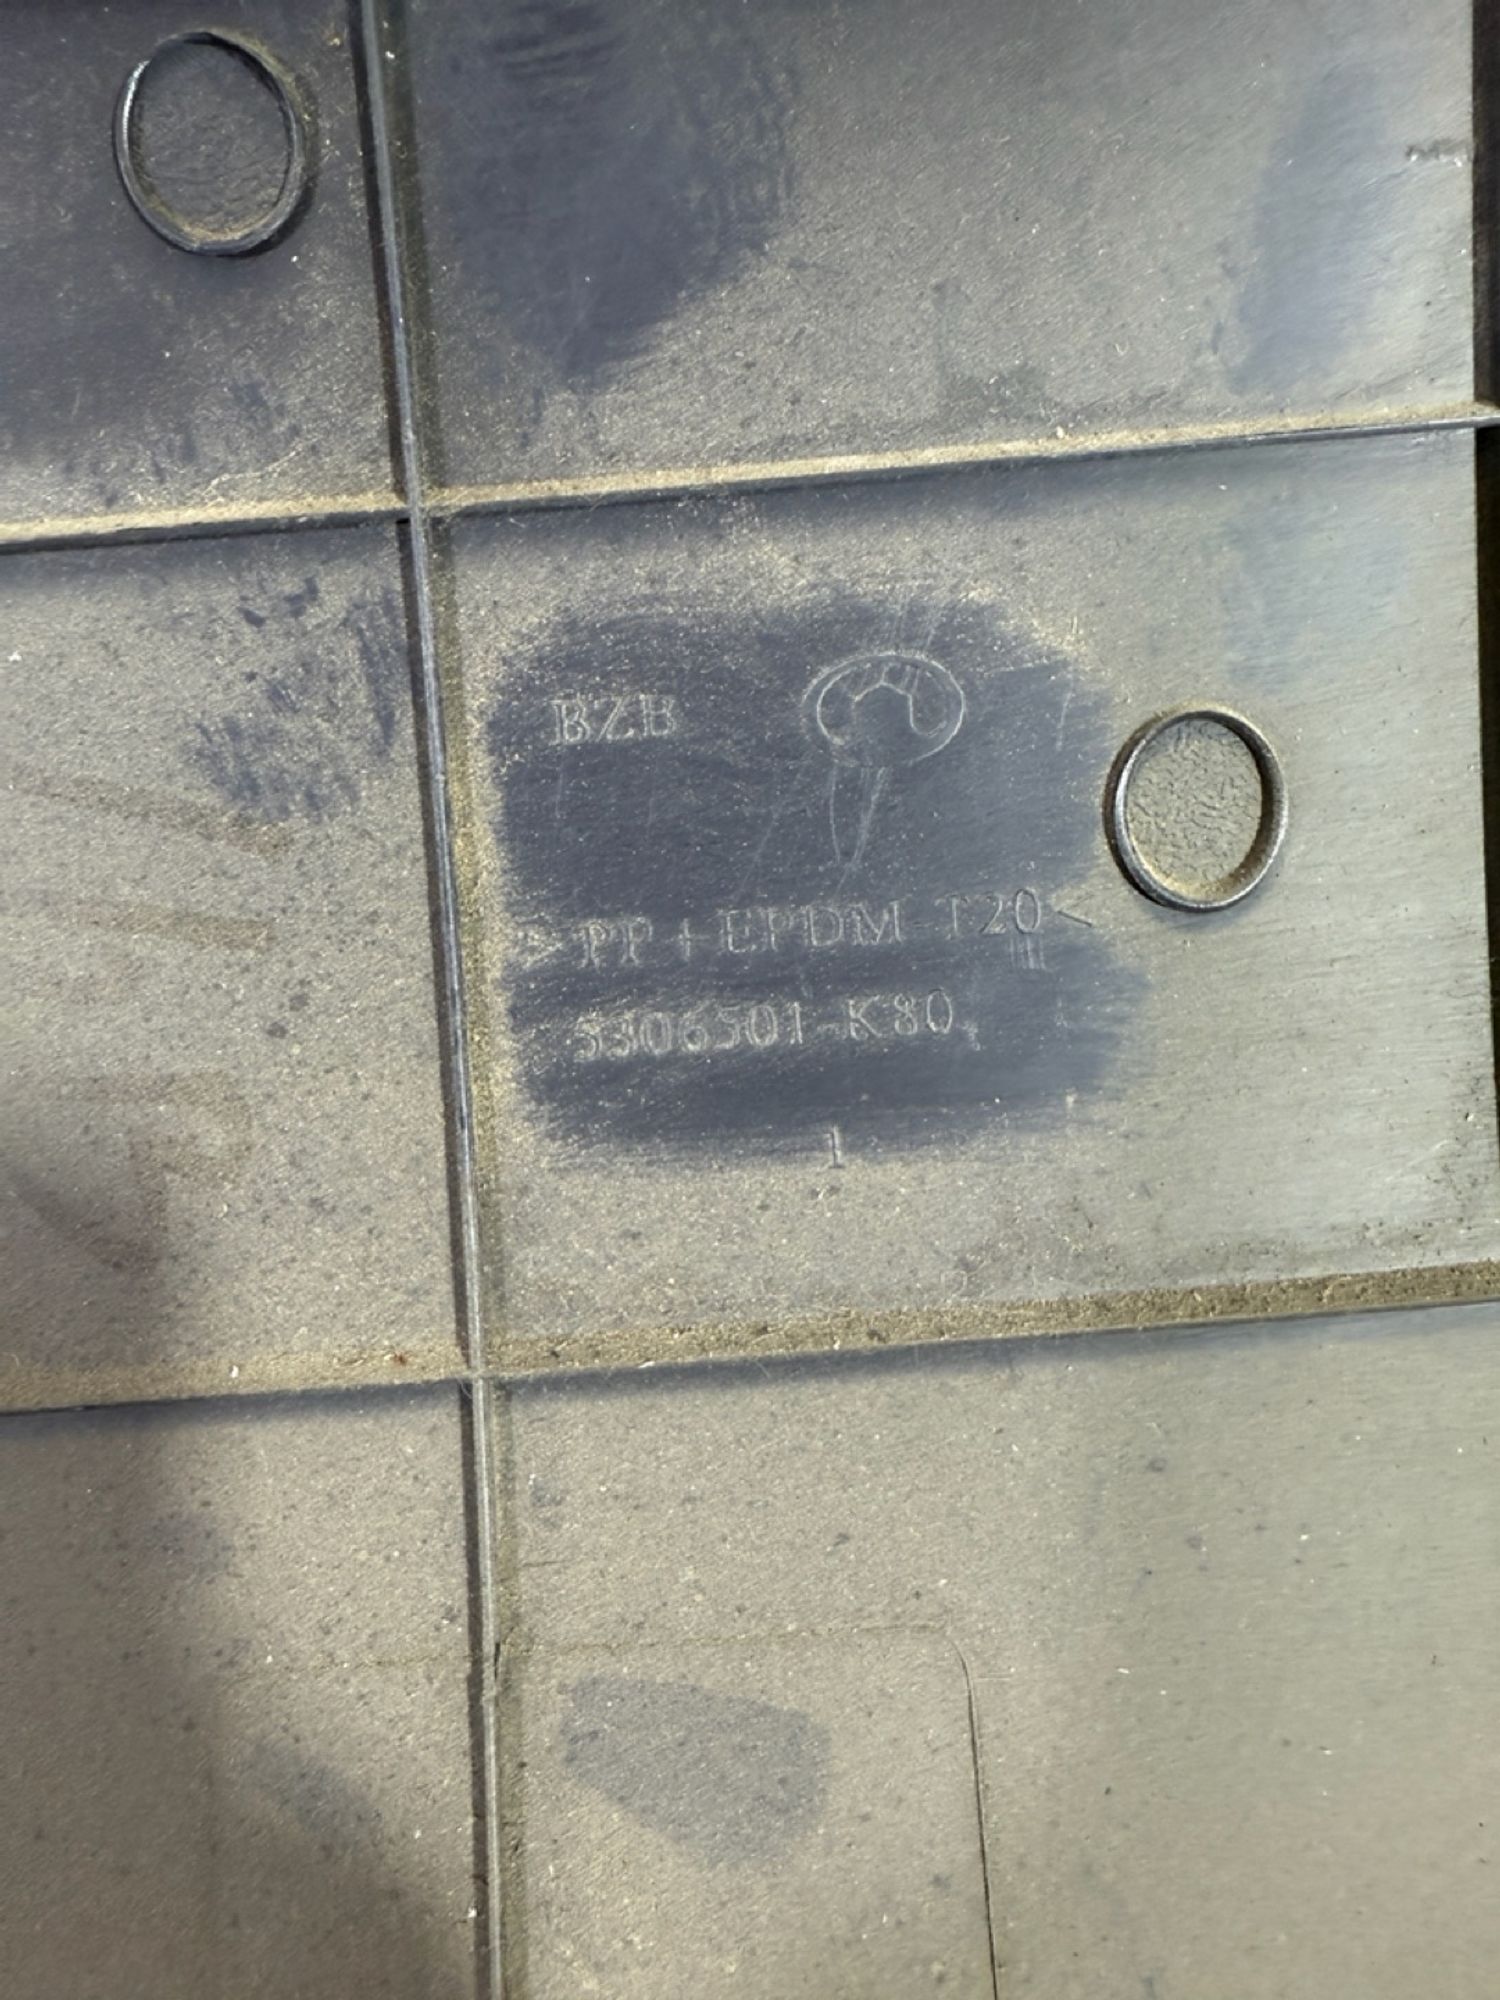 BZB
>PP+EPDM-T20<
5306501-K80
1